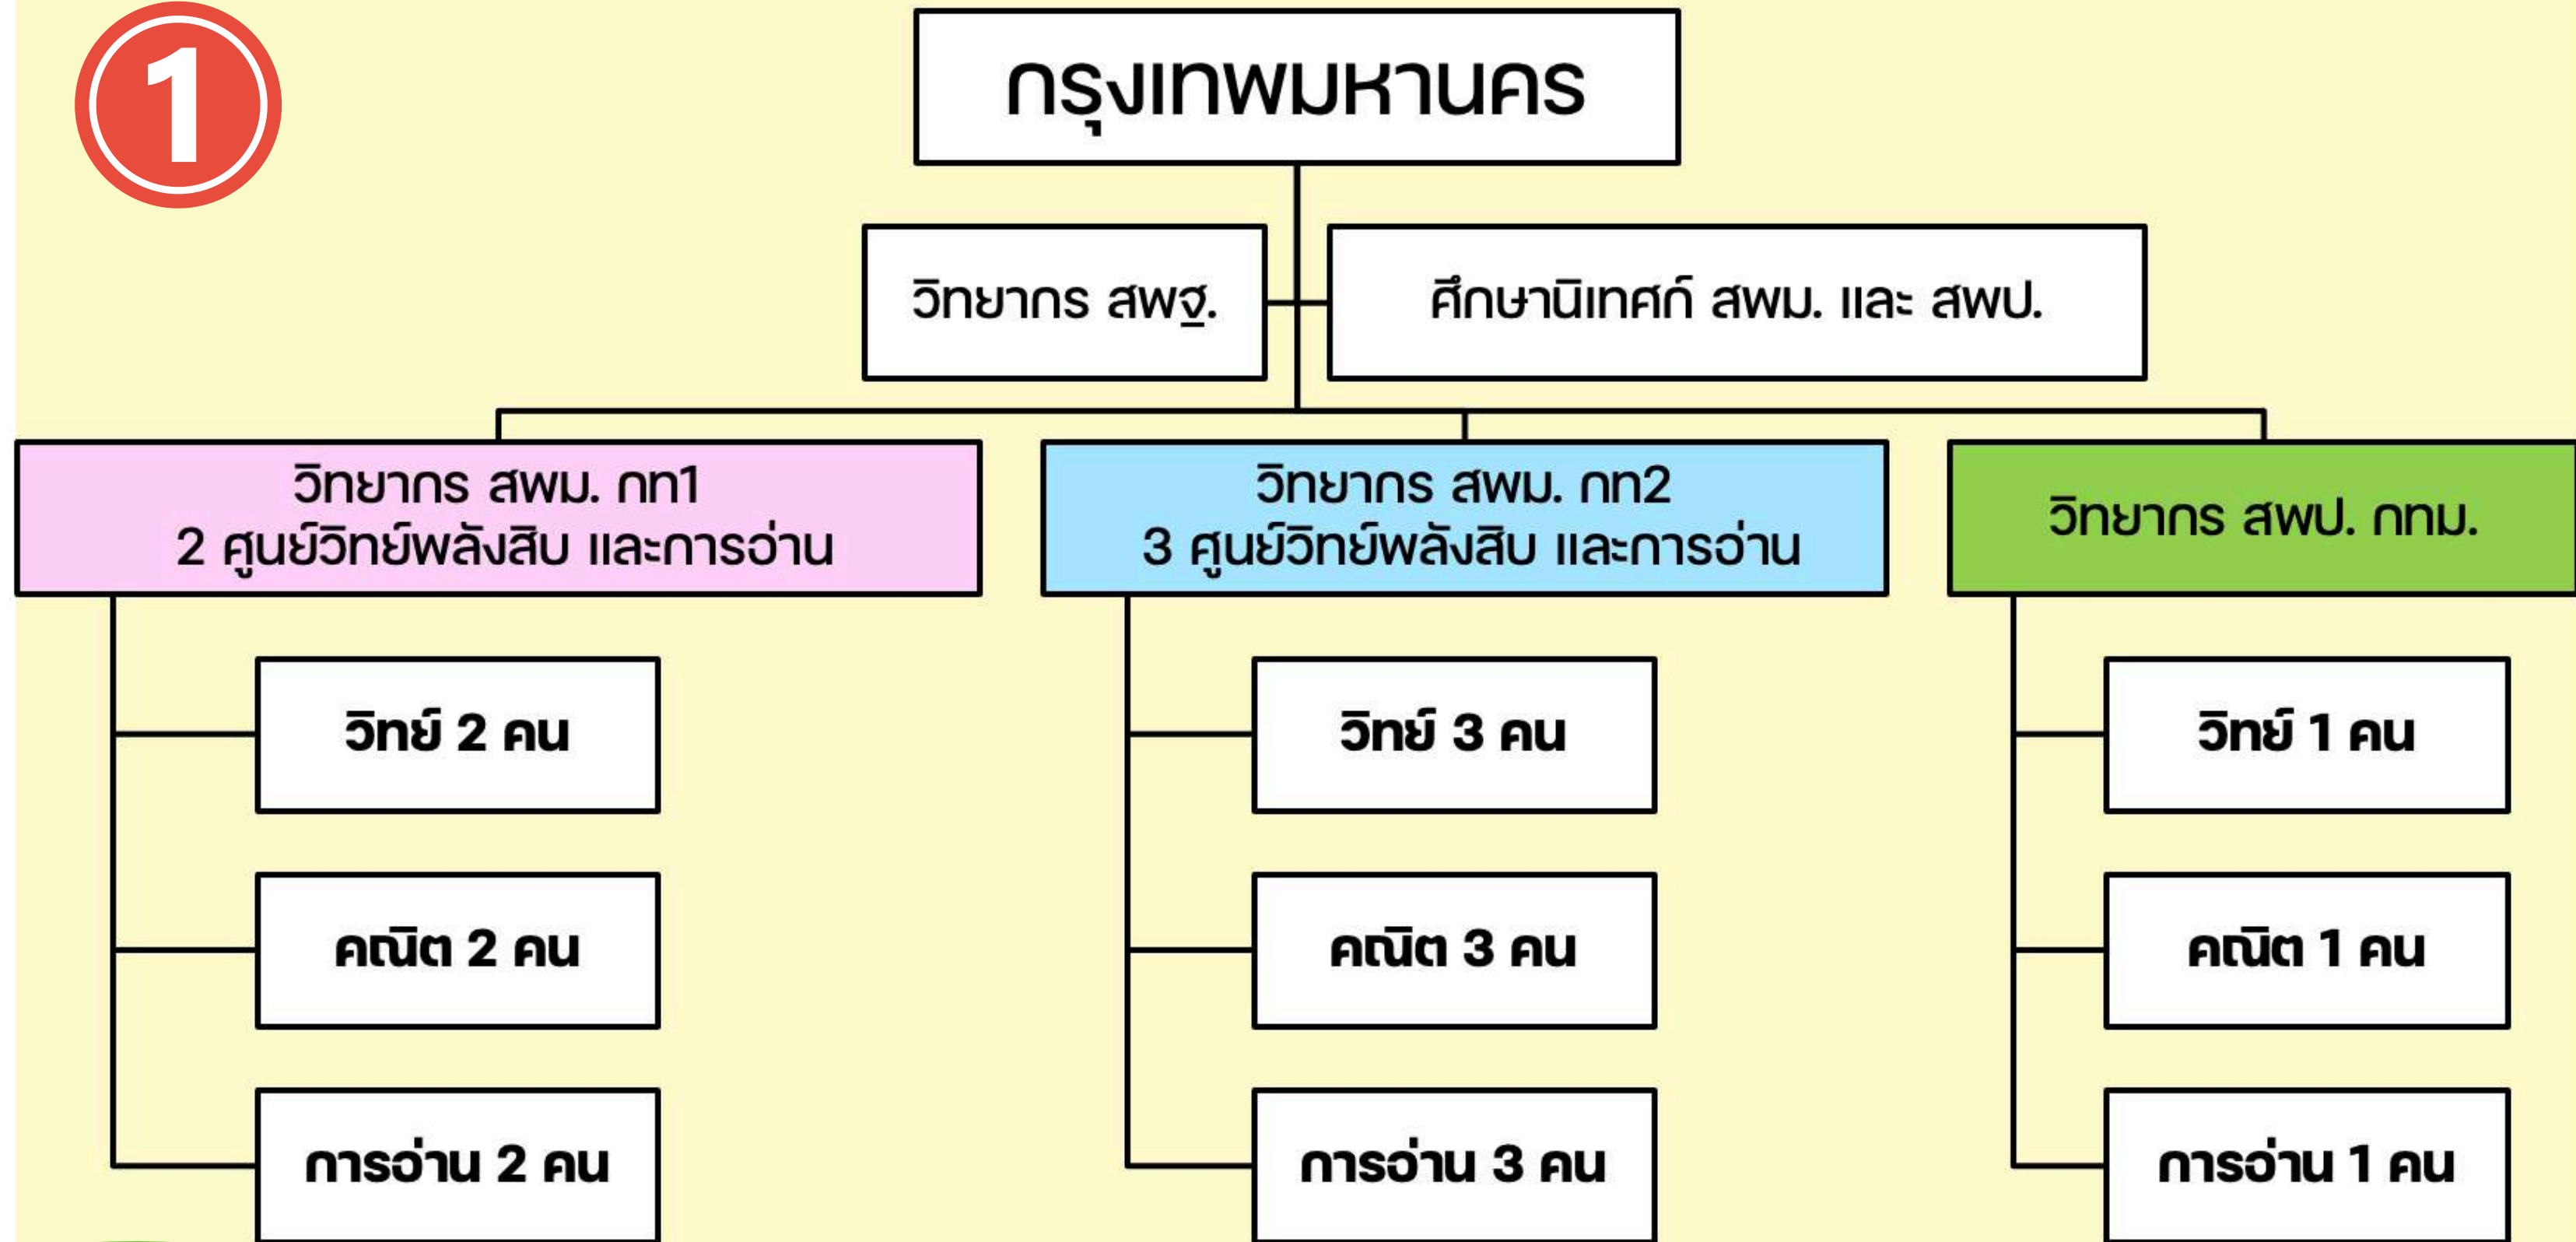 1
กรุงเทพมหานคร
วิทยากร สพฐ.
ศึกษานิเทศก์ สพม. และ สพป.
วิทยากร สพม. กท1
2 ศูนย์วิทย์พลังสิบ และการอ่าน
วิทยากร สพม. กท2
3 ศูนย์วิทย์พลังสิบ และการอ่าน
วิทยากร สพป. กทม.
วิทย์ 2 คน
วิทย์ 3 คน
วิทย์ 1 คน
คณิต 2 คน
คณิต 3 คน
คณิต 1 คน
การอ่าน 2 คน
การอ่าน 3 คน
การอ่าน 1 คน